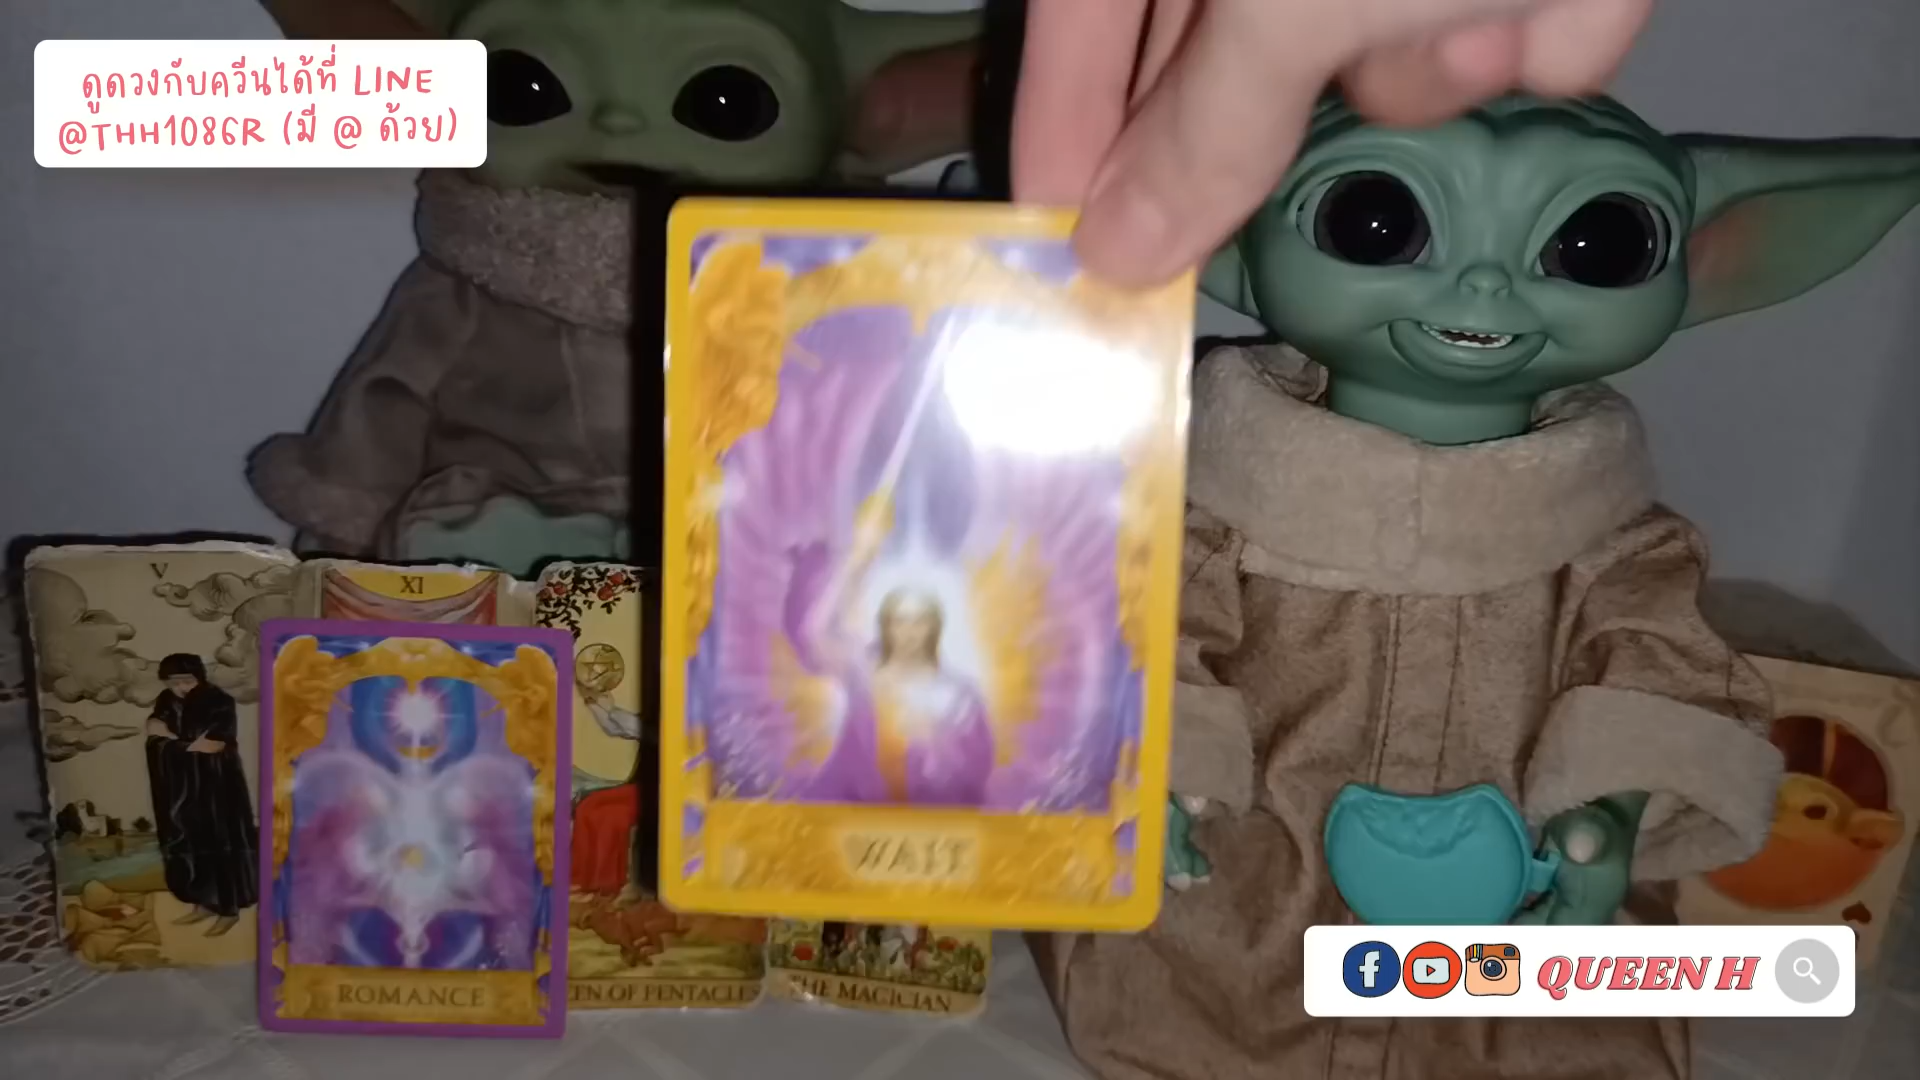 ดูดวงกับควีนได้ที่ LINE
@THH1086R (มี @ ด้วย)
V
XI
WAIT
ROMANCE
EEN OF PENTACLES
THE MAGICIAN
QUEEN H